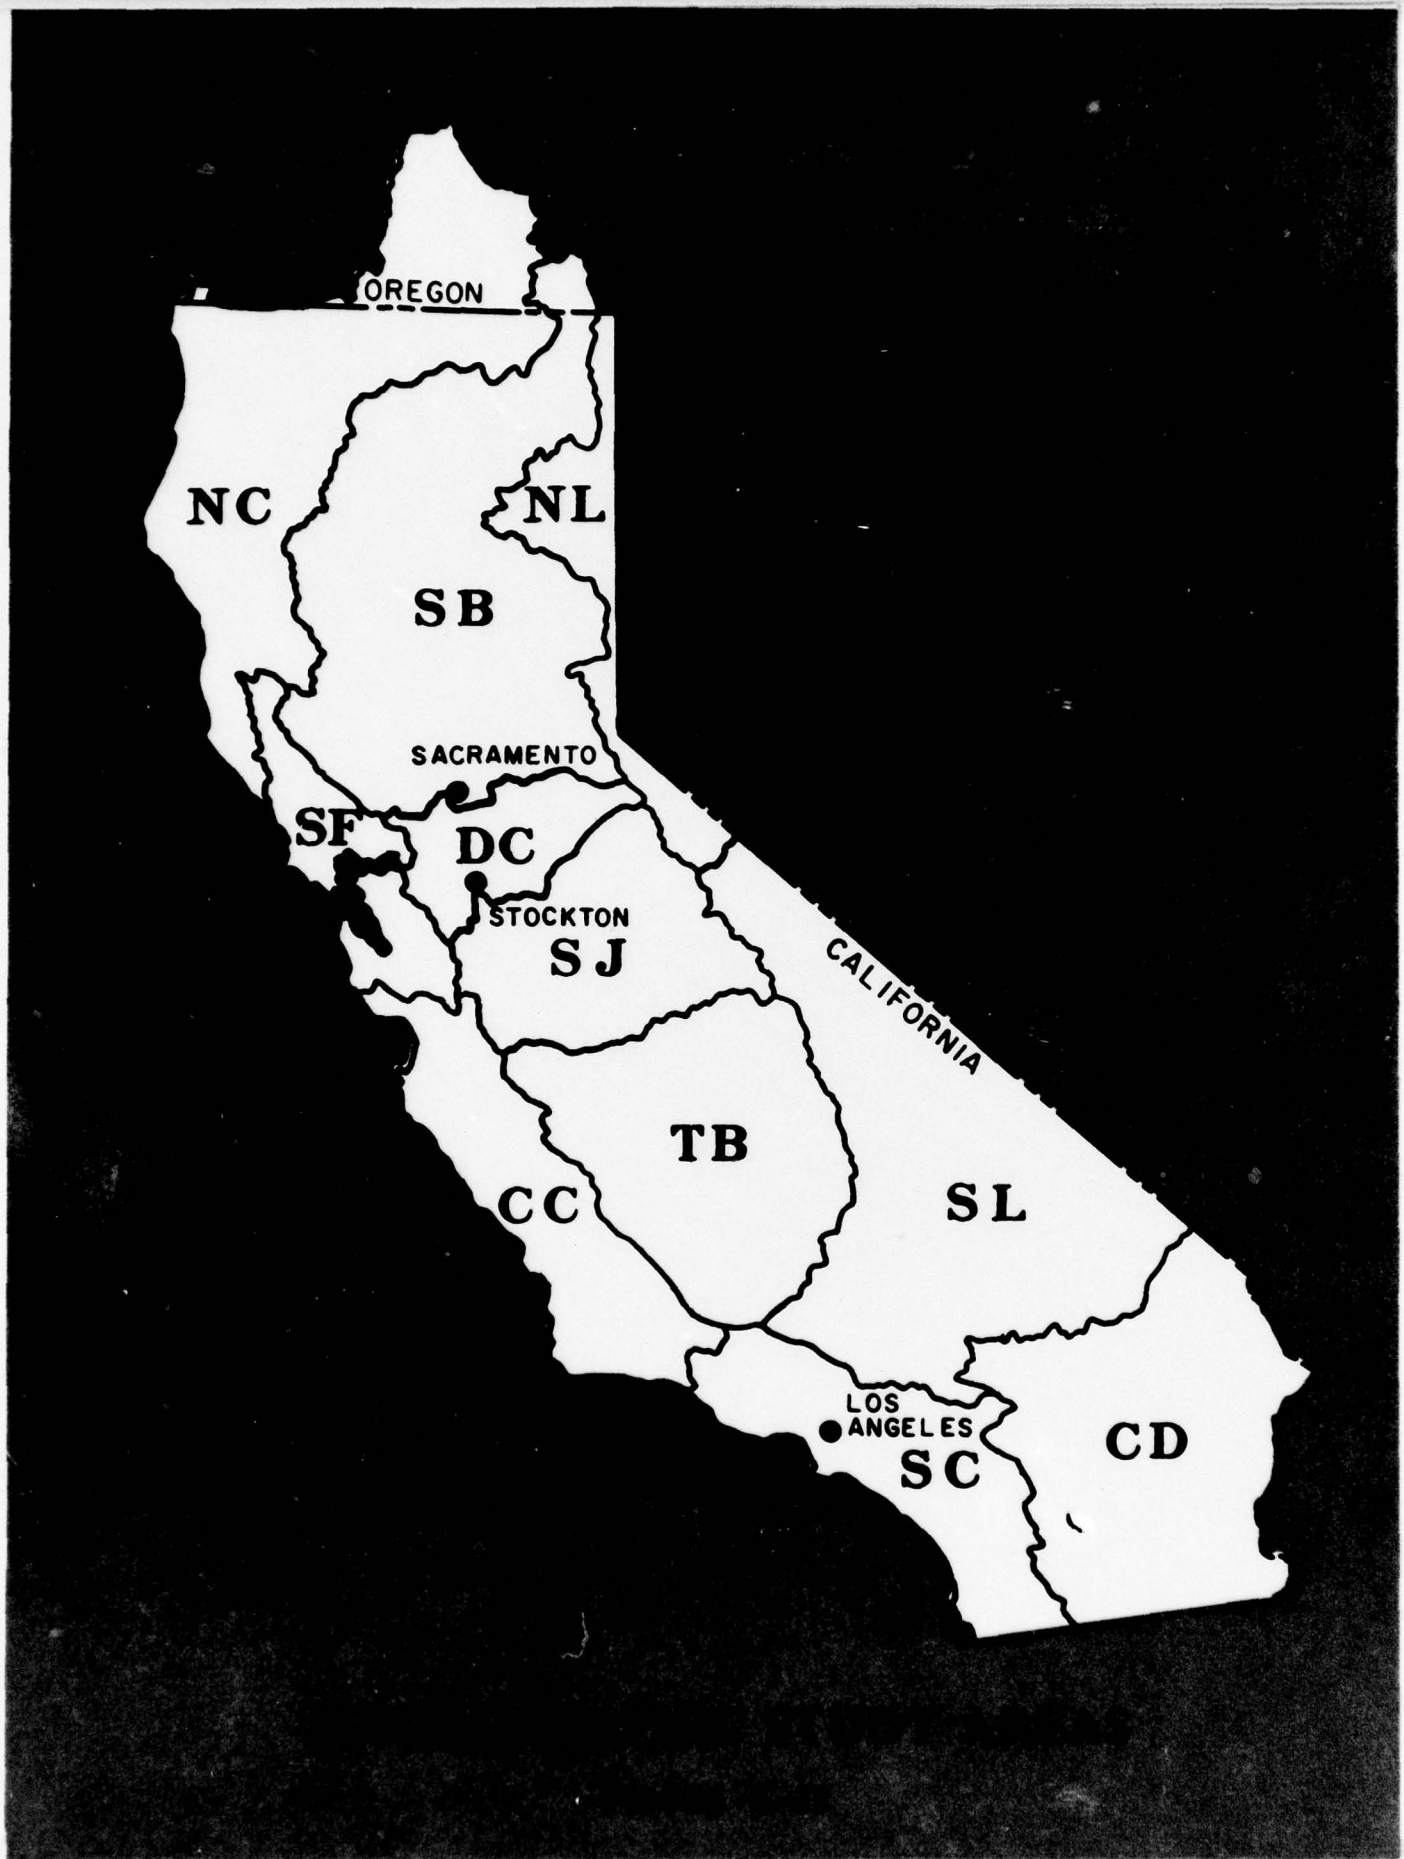 OREGON
NC
NL
SB
SACRAMENTO
SF
DC
STOCKTON
SJ
CALIFORNIA
TB
CC
SL
LOS
ANGELES
SC
CD